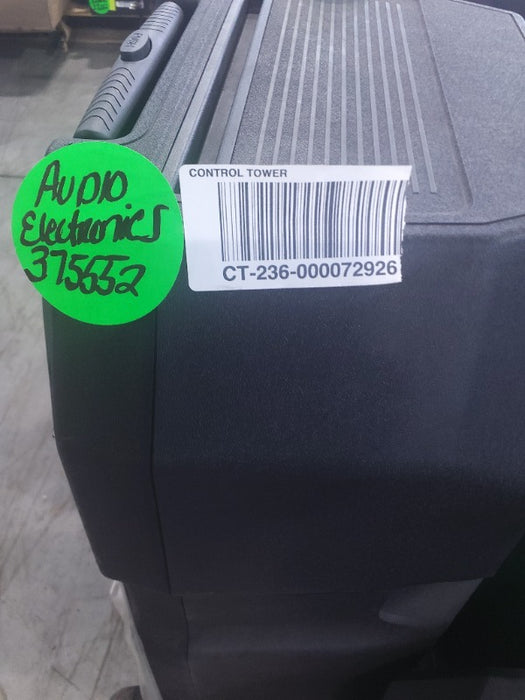 AUDIO
Electronics
375552
CONTROL TOWER
CT-236-000072926